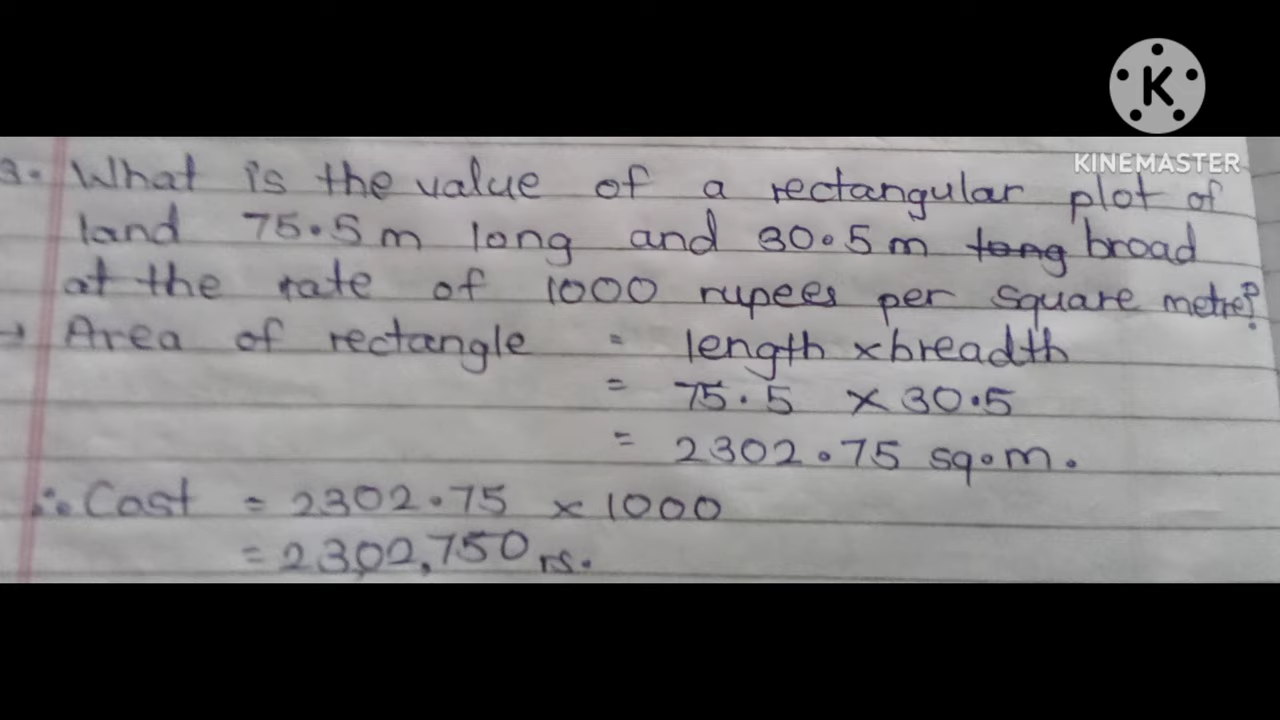 K
KINEMASTER
3. What is the value of a rectangular plot of
land 75.5 m long and 30.5 m long broad
at the rate of 1000 rupees per square metre?
→ Area of rectangle = length × breadth
= 75.5 × 30.5
= 2302.75 sq.m.
∴ Cost = 2302.75 × 1000
= 23,02,750 rs.